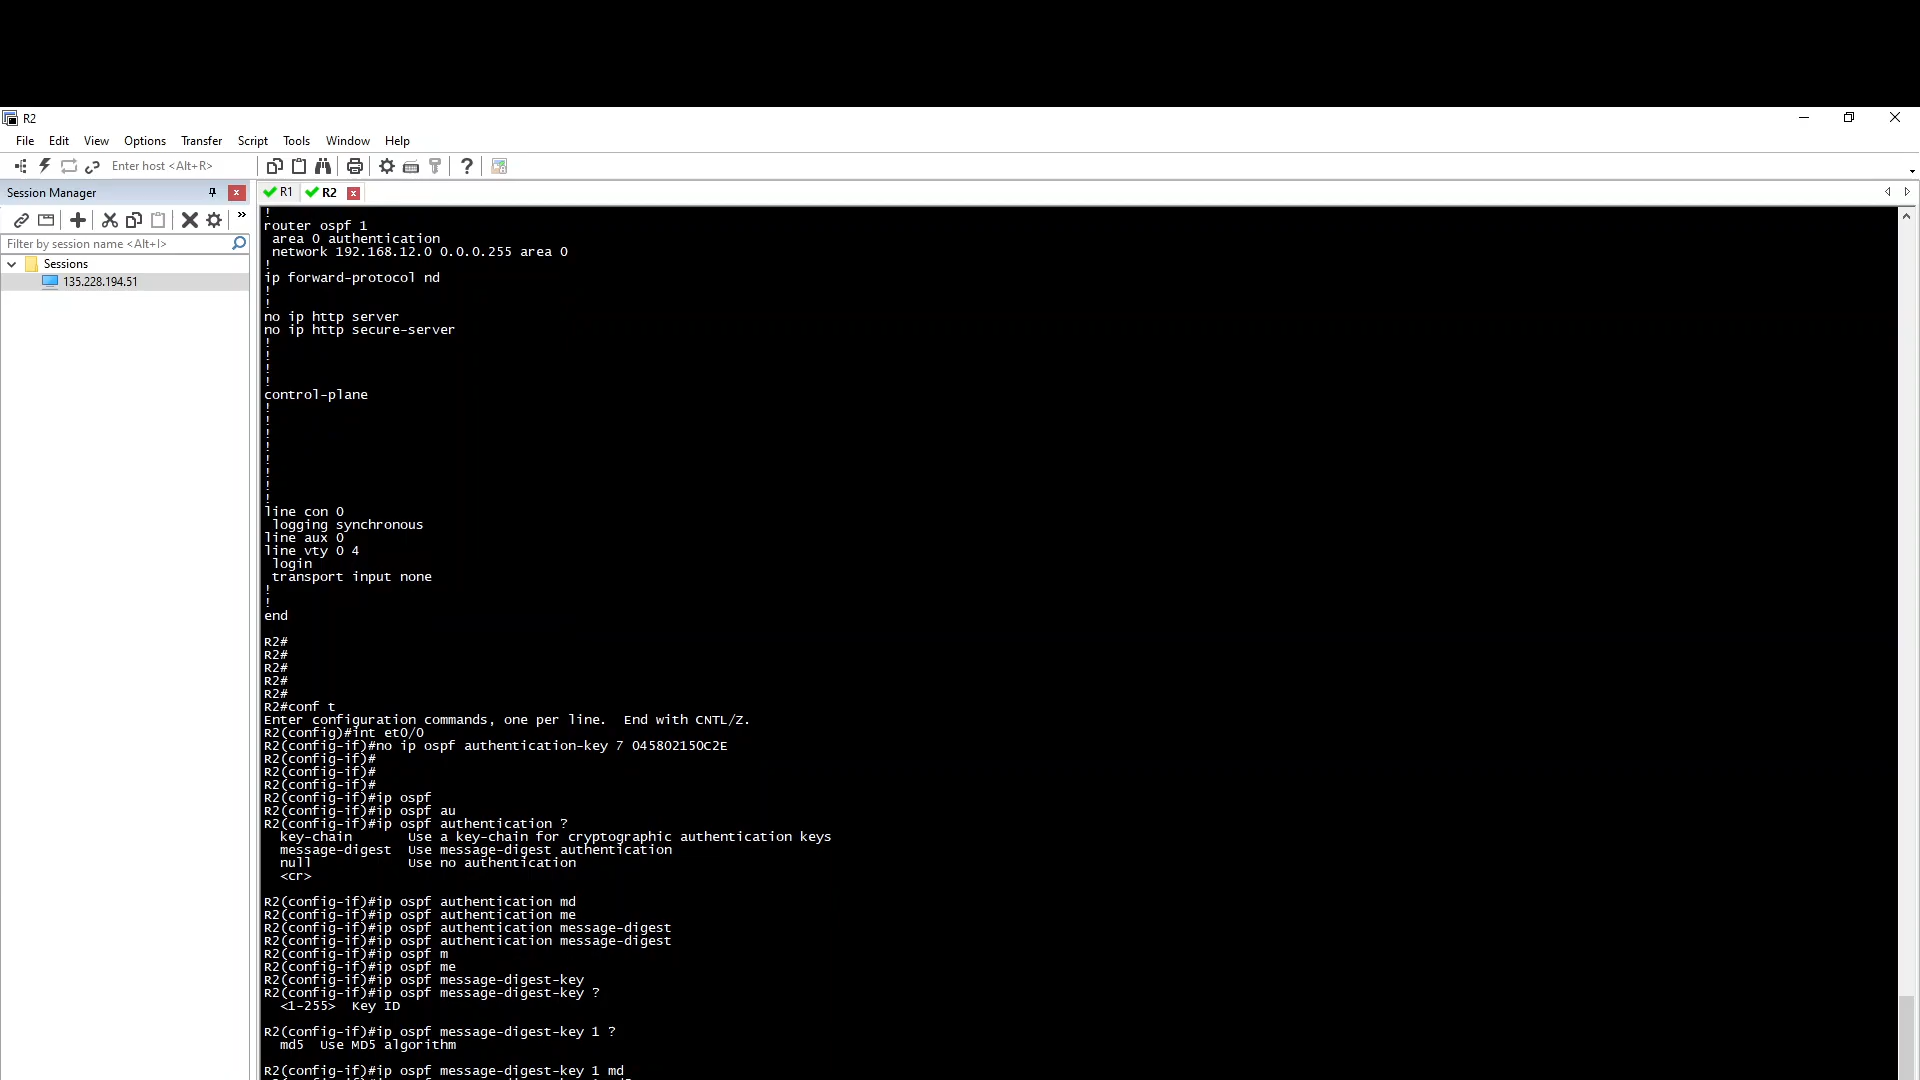 R2
File Edit View Options Transfer Script Tools Window Help
Enter host <Alt+R>
Session Manager
R1 R2
Filter by session name <Alt+I>
Sessions
135.228.194.51
!
router ospf 1
area 0 authentication
network 192.168.12.0 0.0.0.255 area 0
!
ip forward-protocol nd
!
!
no ip http server
no ip http secure-server
!
!
!
!
control-plane
!
!
!
!
!
!
!
!
line con 0
logging synchronous
line aux 0
line vty 0 4
login
transport input none
!
!
end
R2#
R2#
R2#
R2#
R2#
R2#conf t
Enter configuration commands, one per line.  End with CNTL/Z.
R2(config)#int et0/0
R2(config-if)#no ip ospf authentication-key 7 045802150C2E
R2(config-if)#
R2(config-if)#
R2(config-if)#
R2(config-if)#ip ospf
R2(config-if)#ip ospf au
R2(config-if)#ip ospf authentication ?
key-chain       Use a key-chain for cryptographic authentication keys
message-digest  Use message-digest authentication
null            Use no authentication
<cr>
R2(config-if)#ip ospf authentication md
R2(config-if)#ip ospf authentication me
R2(config-if)#ip ospf authentication message-digest
R2(config-if)#ip ospf authentication message-digest
R2(config-if)#ip ospf m
R2(config-if)#ip ospf me
R2(config-if)#ip ospf message-digest-key
R2(config-if)#ip ospf message-digest-key ?
<1-255>  Key ID
R2(config-if)#ip ospf message-digest-key 1 ?
md5  Use MD5 algorithm
R2(config-if)#ip ospf message-digest-key 1 md